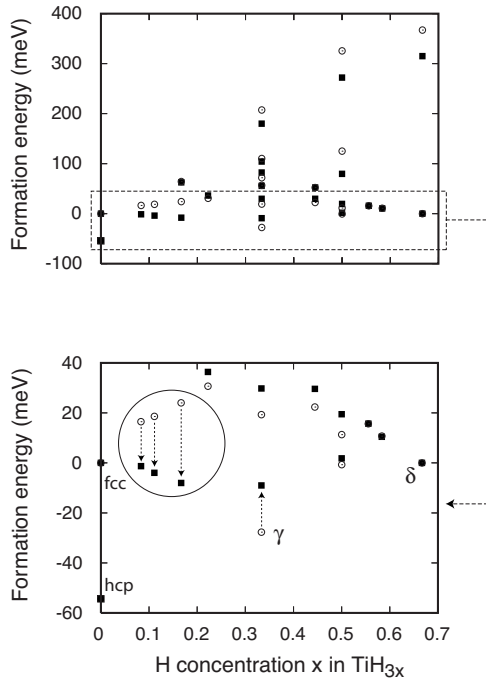 Formation energy (meV)
400
300
200
100
0
-100
Formation energy (meV)
40
20
0
-20
-40
-60
fcc
hcp
γ
δ
0 0.1 0.2 0.3 0.4 0.5 0.6 0.7
H concentration x in TiH3x